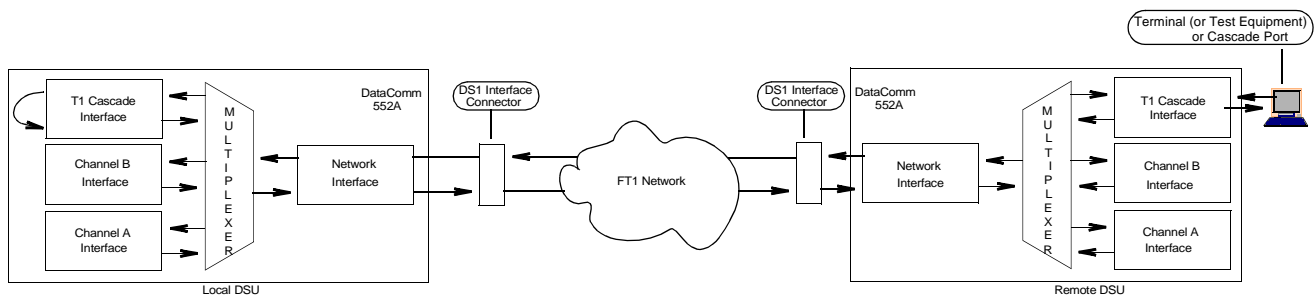 Terminal (or Test Equipment)
or Cascade Port
DataComm
552A
T1 Cascade
Interface
Channel B
Interface
Channel A
Interface
MULTIPLEXER
Network
Interface
Local DSU
DS1 Interface
Connector
FT1 Network
DS1 Interface
Connector
DataComm
552A
Network
Interface
MULTIPLEXER
T1 Cascade
Interface
Channel B
Interface
Channel A
Interface
Remote DSU